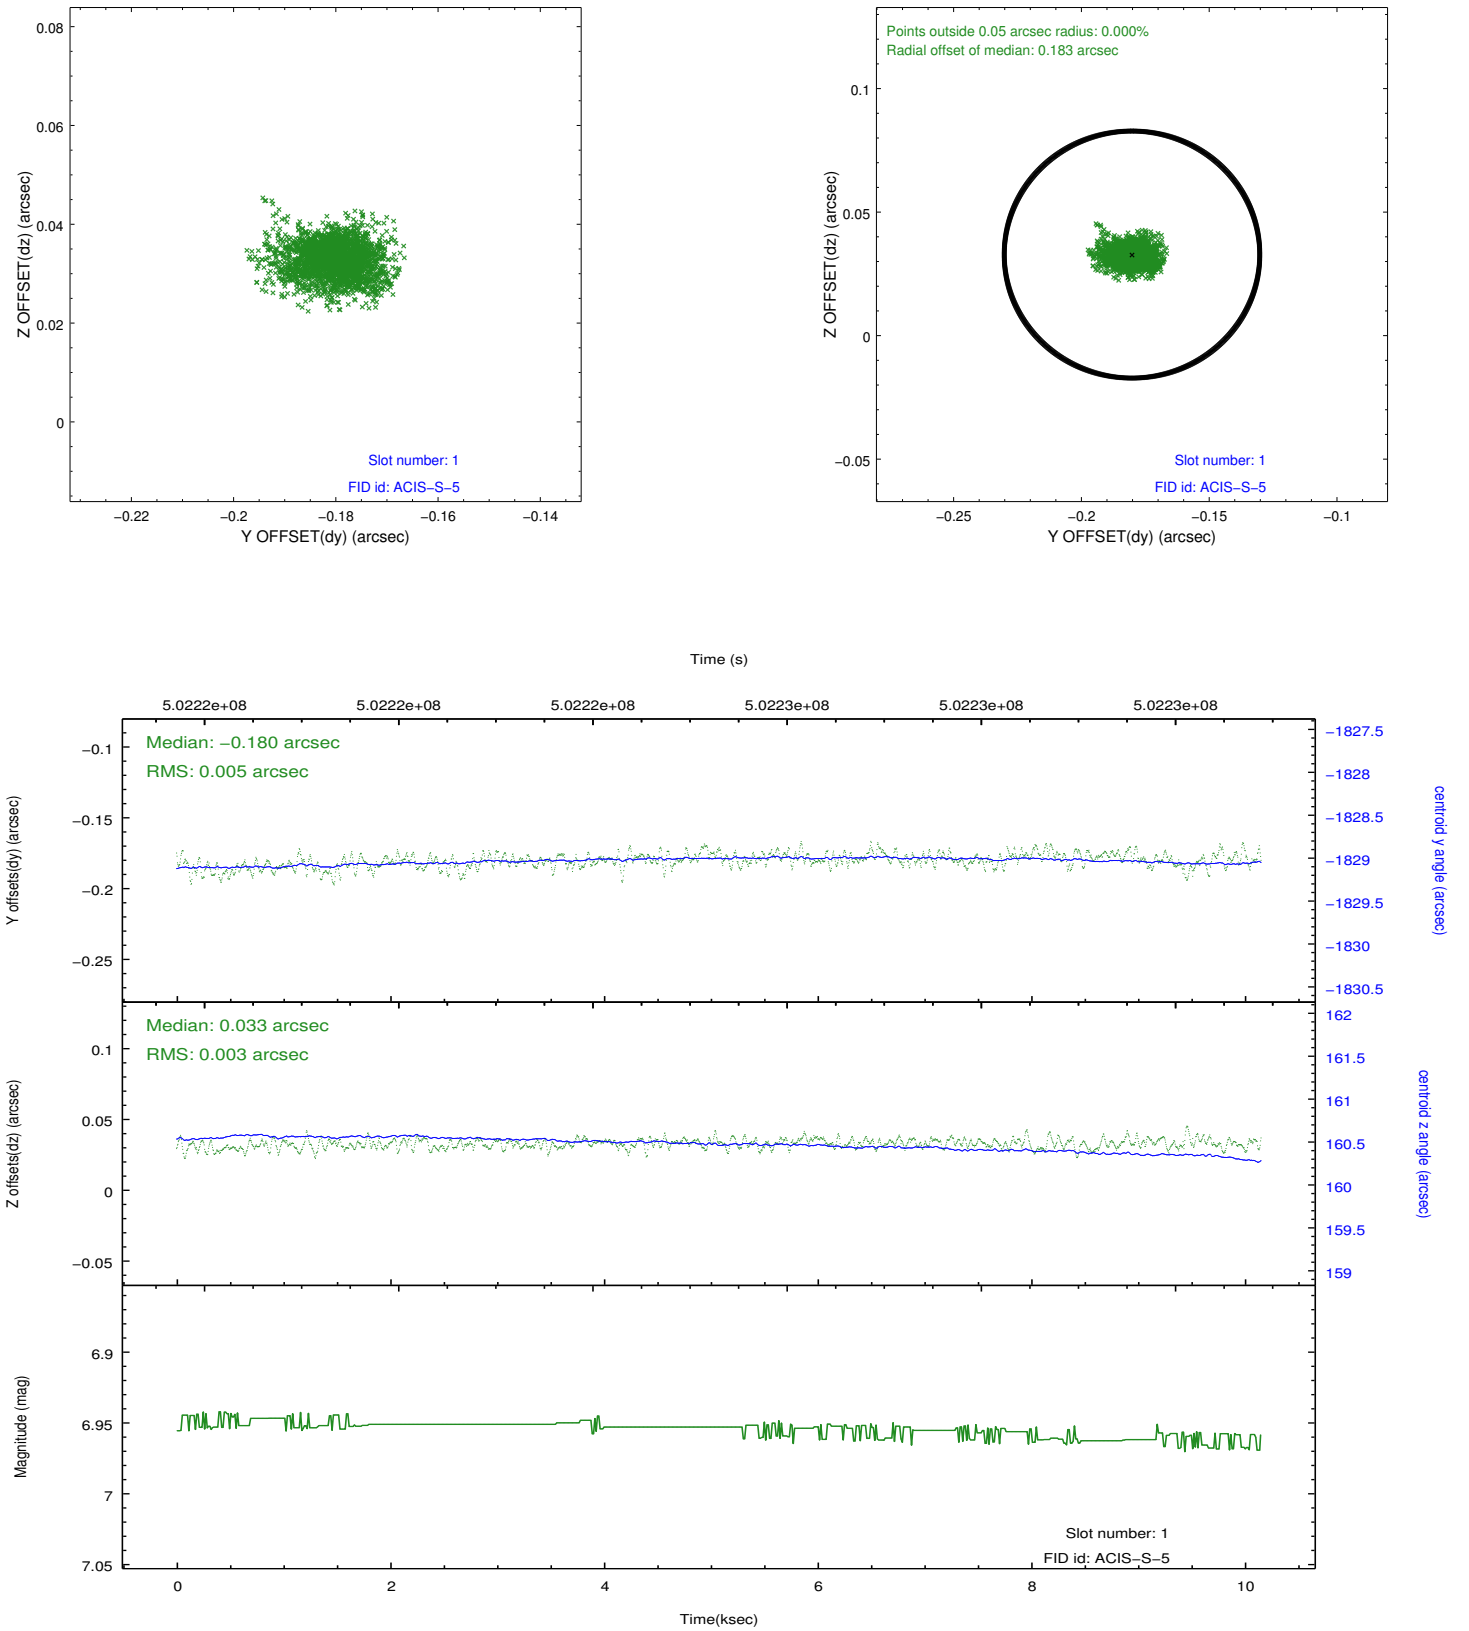 0.08
0.06
0.04
0.02
0
Z OFFSET(dz) (arcsec)
Slot number: 1
FID id: ACIS−S−5
−0.22 −0.2 −0.18 −0.16 −0.14
Y OFFSET(dy) (arcsec)
Points outside 0.05 arcsec radius: 0.000%
Radial offset of median: 0.183 arcsec
0.1
0.05
0
−0.05
Z OFFSET(dz) (arcsec)
Slot number: 1
FID id: ACIS−S−5
−0.25 −0.2 −0.15 −0.1
Y OFFSET(dy) (arcsec)
Time (s)
5.0222e+08 5.0222e+08 5.0222e+08 5.0223e+08 5.0223e+08 5.0223e+08
Median: −0.180 arcsec
RMS: 0.005 arcsec
−0.1
−0.15
−0.2
−0.25
Y offsets(dy) (arcsec)
−1827.5
−1828
−1828.5
−1829
−1829.5
−1830
−1830.5
centroid y angle (arcsec)
Median: 0.033 arcsec
RMS: 0.003 arcsec
0.1
0.05
0
−0.05
Z offsets(dz) (arcsec)
162
161.5
161
160.5
160
159.5
159
centroid z angle (arcsec)
6.9
6.95
7
7.05
Magnitude (mag)
Slot number: 1
FID id: ACIS−S−5
0 2 4 6 8 10
Time(ksec)